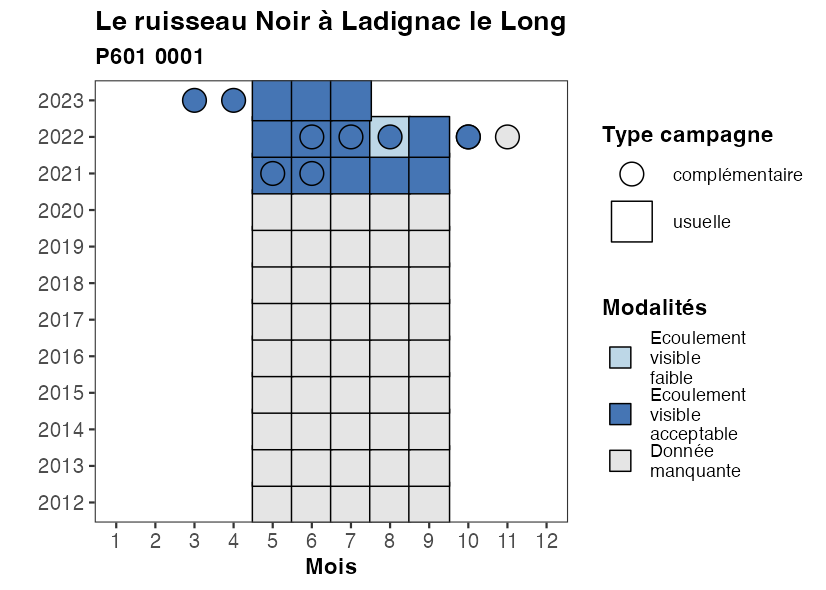 Le ruisseau Noir à Ladignac le Long
P601 0001
2023
2022
2021
2020
2019
2018
2017
2016
2015
2014
2013
2012
1 2 3 4 5 6 7 8 9 10 11 12
Mois
Type campagne
complémentaire
usuelle
Modalités
Ecoulement
visible
faible
Ecoulement
visible
acceptable
Donnée
manquante